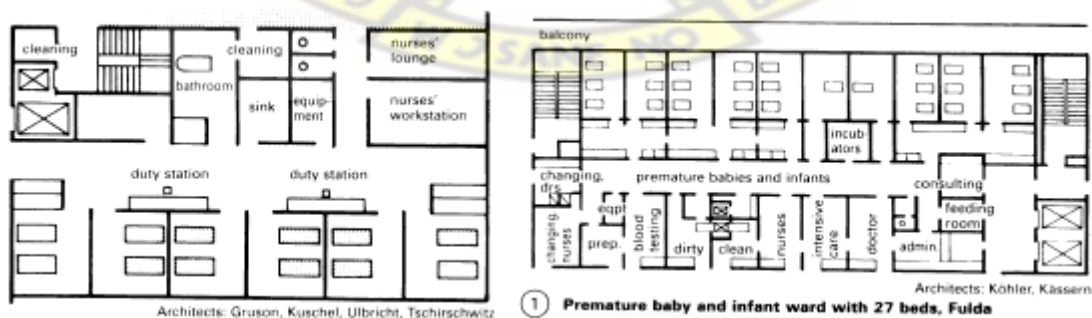 cleaning
cleaning
nurses'
lounge
bathroom
sink
equip-
ment
nurses'
workstation
duty station
duty station
Architects: Gruson, Kuschel, Ulbricht, Tschirschwitz
balcony
incub-
ators
changing,
drs
premature babies and infants
consulting
changing,
nurses
eqpt
prep.
blood
testing
dirty
clean
nurses
intensive
care
doctor
admin.
feeding
room
Architects: Köhler, Kässern
1 Premature baby and infant ward with 27 beds, Fulda